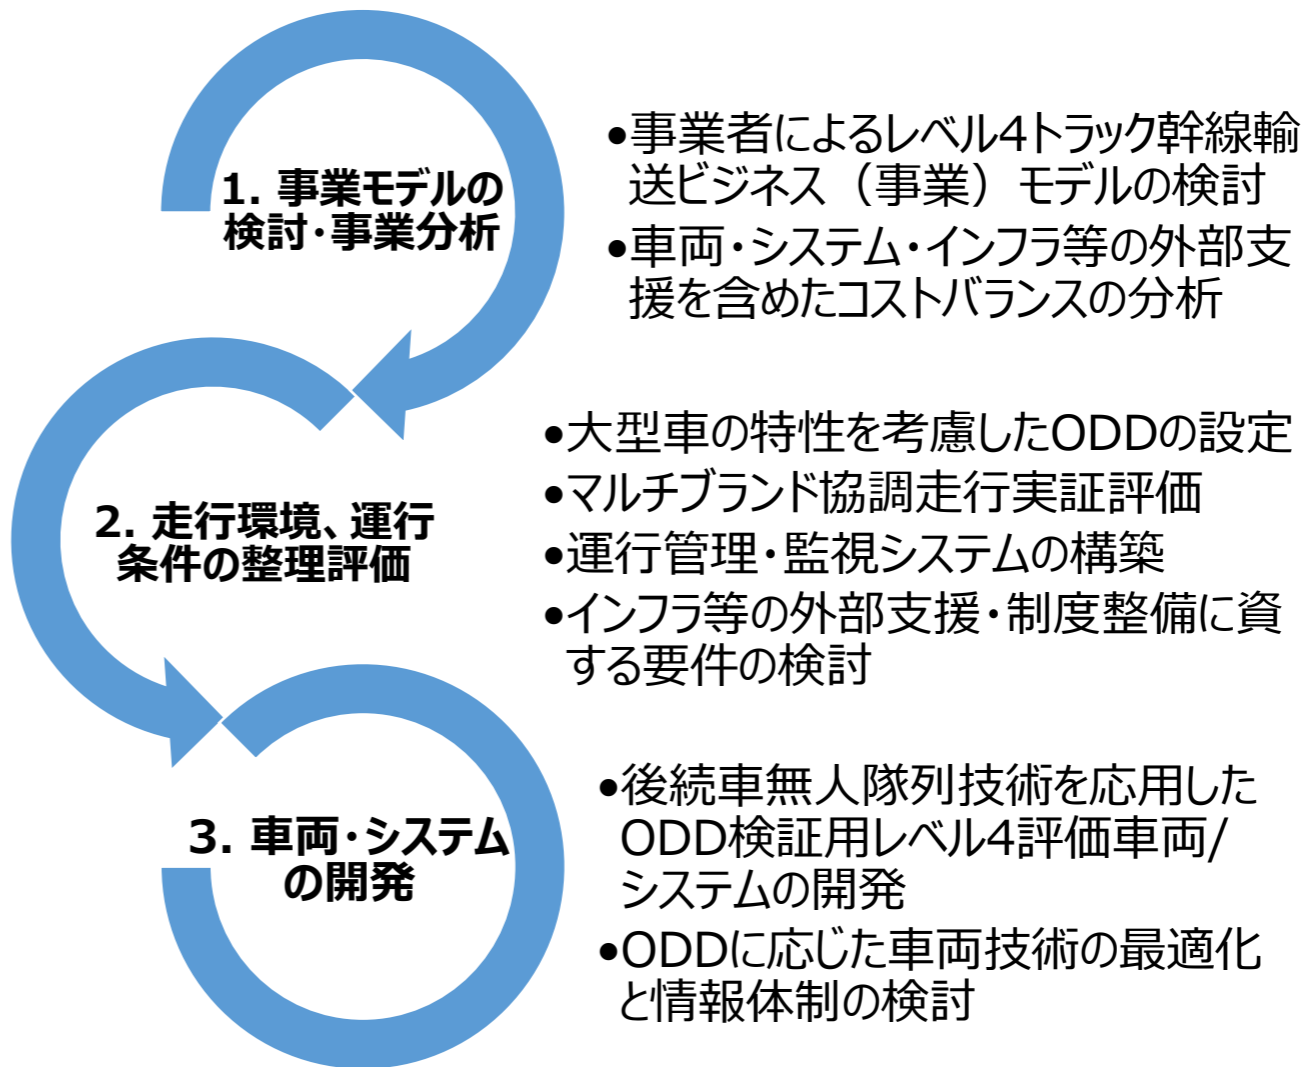 1. 事業モデルの
検討･事業分析
•事業者によるレベル4トラック幹線輸
送ビジネス（事業）モデルの検討
•車両・システム・インフラ等の外部支
援を含めたコストバランスの分析
2. 走行環境、運行
条件の整理評価
•大型車の特性を考慮したODDの設定
•マルチブランド協調走行実証評価
•運行管理・監視システムの構築
•インフラ等の外部支援・制度整備に資
する要件の検討
3. 車両・システム
の開発
•後続車無人隊列技術を応用した
ODD検証用レベル4評価車両/
システムの開発
•ODDに応じた車両技術の最適化
と情報体制の検討